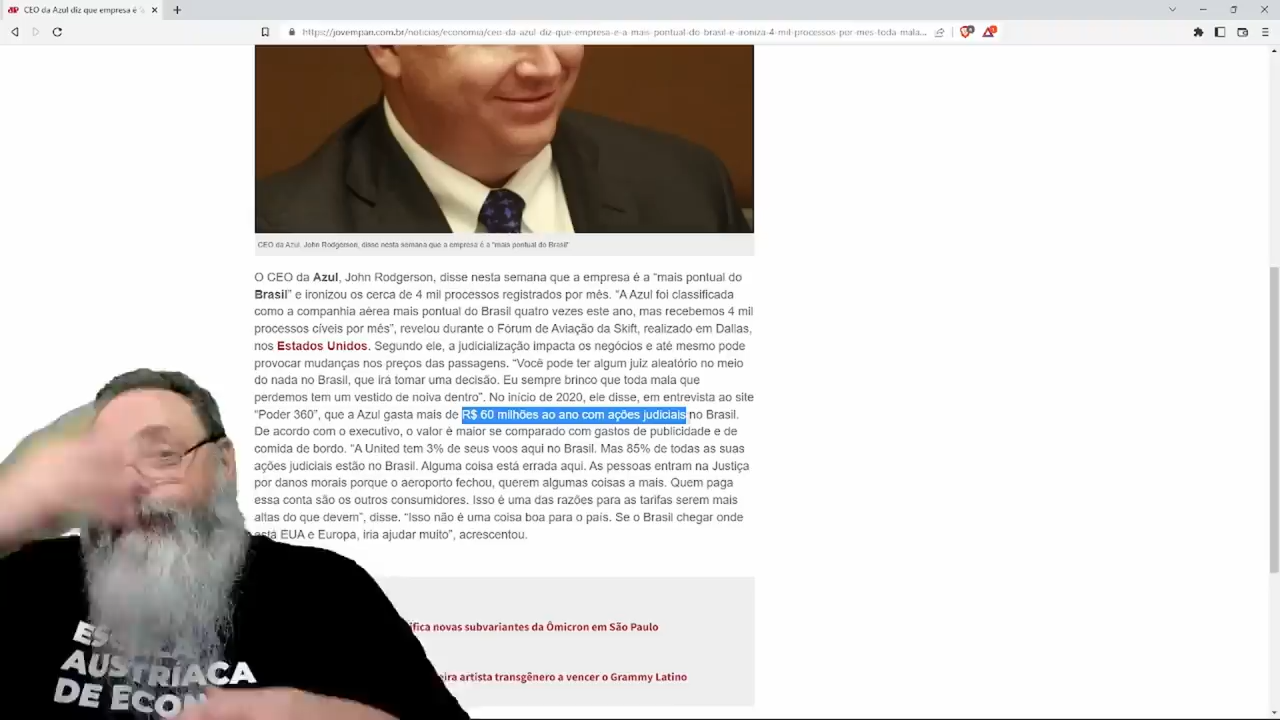 CEO da Azul diz que empresa é
https://jovempan.com.br/noticias/economia/ceo-da-azul-diz-que-empresa-e-a-mais-pontual-do-brasil-e-ironiza-4-mil-processos-por-mes-toda-mala...
CEO da Azul, John Rodgerson, disse nesta semana que a empresa é a "mais pontual do Brasil"
O CEO da Azul, John Rodgerson, disse nesta semana que a empresa é a “mais pontual do
Brasil” e ironizou os cerca de 4 mil processos registrados por mês. “A Azul foi classificada
como a companhia aérea mais pontual do Brasil quatro vezes este ano, mas recebemos 4 mil
processos cíveis por mês”, revelou durante o Fórum de Aviação da Skift, realizado em Dallas,
nos Estados Unidos. Segundo ele, a judicialização impacta os negócios e até mesmo pode
provocar mudanças nos preços das passagens. “Você pode ter algum juiz aleatório no meio
do nada no Brasil, que irá tomar uma decisão. Eu sempre brinco que toda mala que
perdemos tem um vestido de noiva dentro”. No início de 2020, ele disse, em entrevista ao site
“Poder 360”, que a Azul gasta mais de R$ 60 milhões ao ano com ações judiciais no Brasil.
De acordo com o executivo, o valor é maior se comparado com gastos de publicidade e de
comida de bordo. “A United tem 3% de seus voos aqui no Brasil. Mas 85% de todas as suas
ações judiciais estão no Brasil. Alguma coisa está errada aqui. As pessoas entram na Justiça
por danos morais porque o aeroporto fechou, querem algumas coisas a mais. Quem paga
essa conta são os outros consumidores. Isso é uma das razões para as tarifas serem mais
altas do que devem”, disse. “Isso não é uma coisa boa para o país. Se o Brasil chegar onde
está EUA e Europa, iria ajudar muito”, acrescentou.
novas subvariantes da Ômicron em São Paulo
artista transgênero a vencer o Grammy Latino
AUSTRÍACA
DE